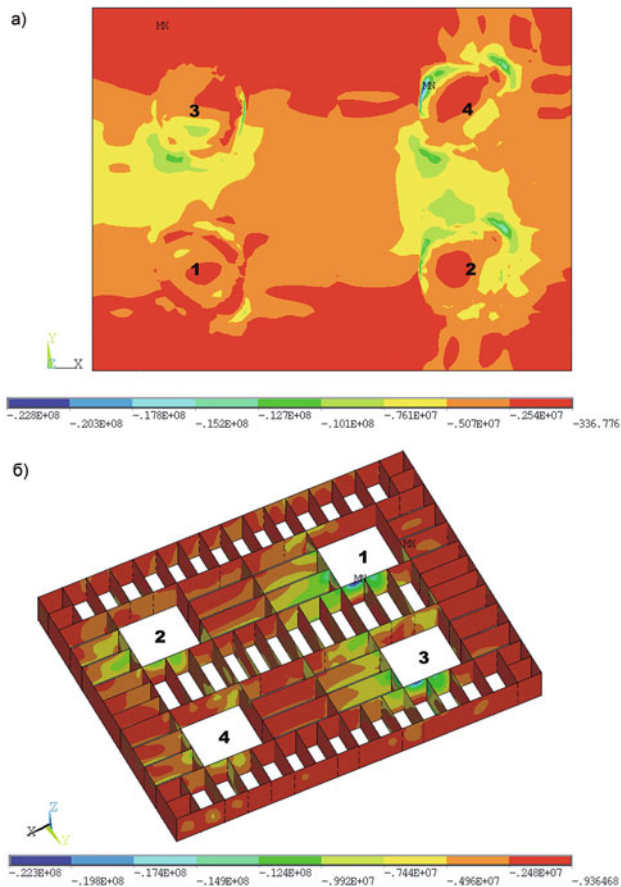 а)
MX
3
4
MN
1
2
Y
Z X
-.228E+08 -.178E+08 -.127E+08 -.761E+07 -.254E+07 -336.776
-.203E+08 -.152E+08 -.101E+08 -.507E+07
б)
1
MX
MN
2
3
4
Z
X
Y
-.223E+08 -.174E+08 -.124E+08 -.744E+07 -.248E+07 -.936468
-.198E+08 -.149E+08 -.992E+07 -.496E+07